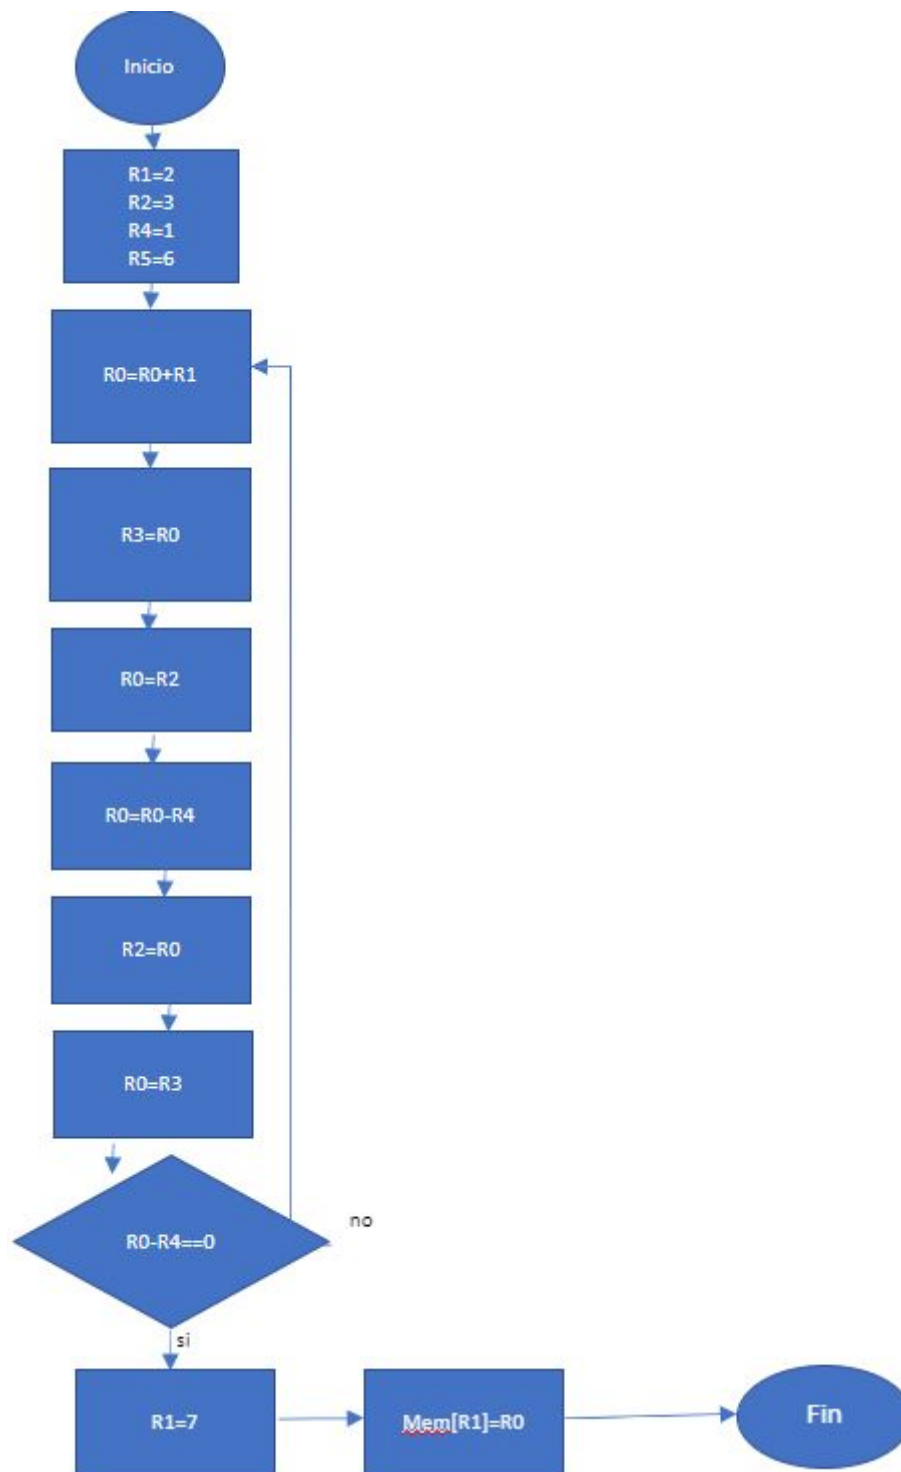 Inicio
R1=2
R2=3
R4=1
R5=6
R0=R0+R1
R3=R0
R0=R2
R0=R0-R4
R2=R0
R0=R3
R0-R4==0
no
si
R1=7
Mem[R1]=R0
Fin